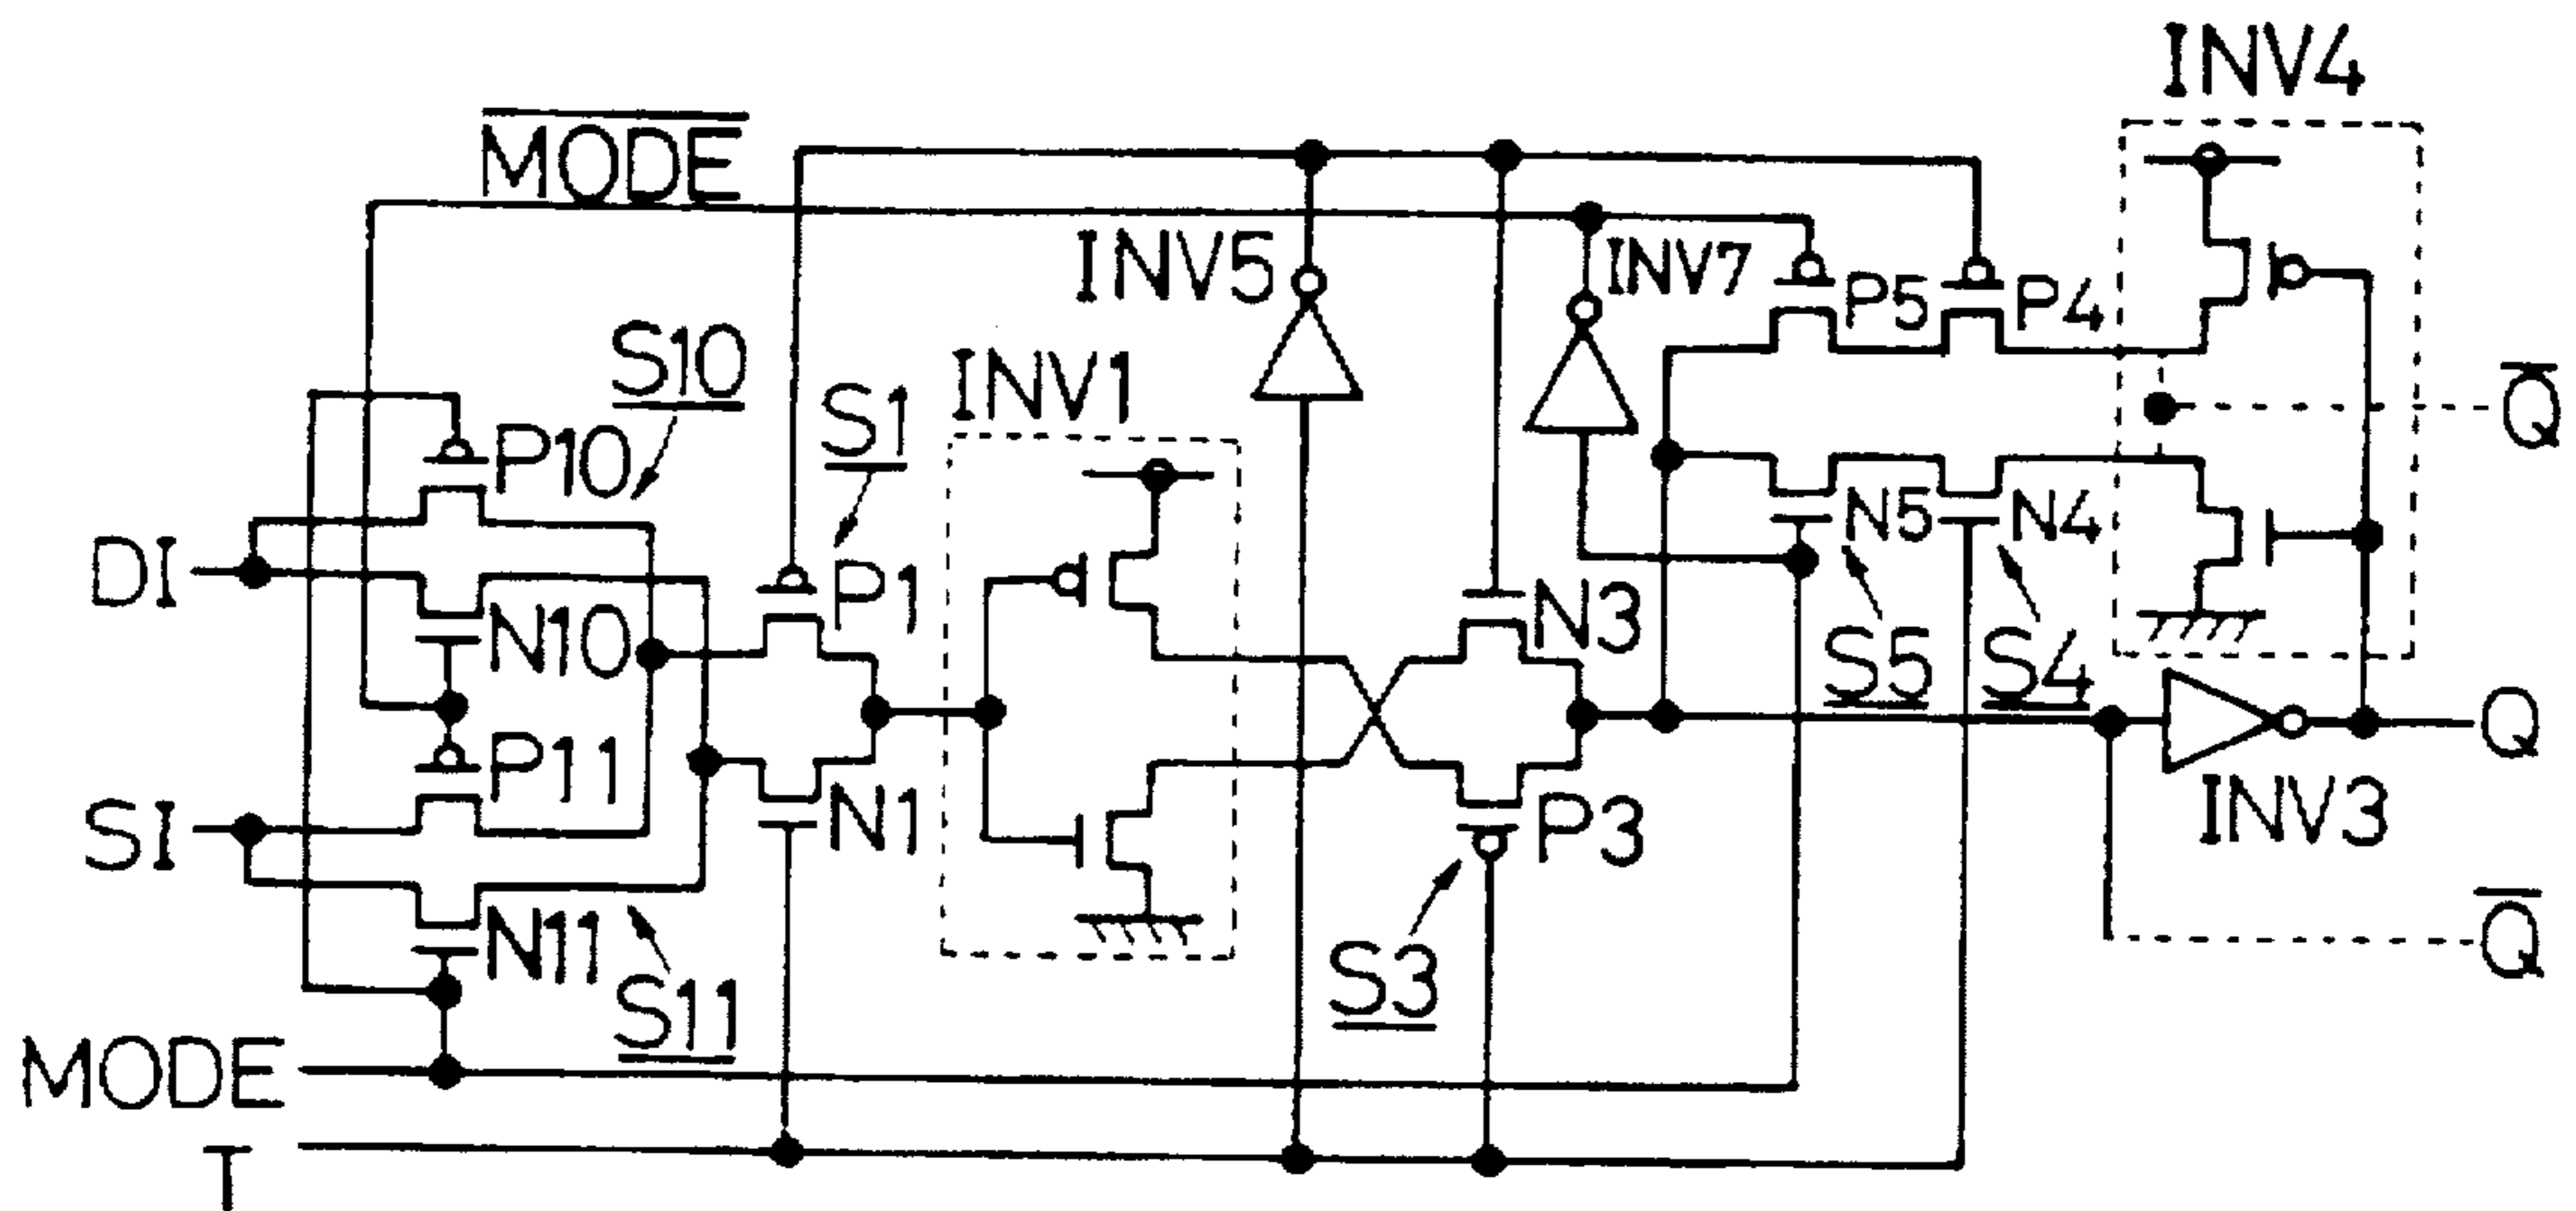 INV4
M̅O̅D̅E̅
INV5
INV7
P5
P4
S10
S1
INV1
Q̅
P10
N5
N4
DI
P1
N3
N10
S5
S4
Q
P11
SI
N1
P3
INV3
N11
S3
Q̅
S11
MODE
T